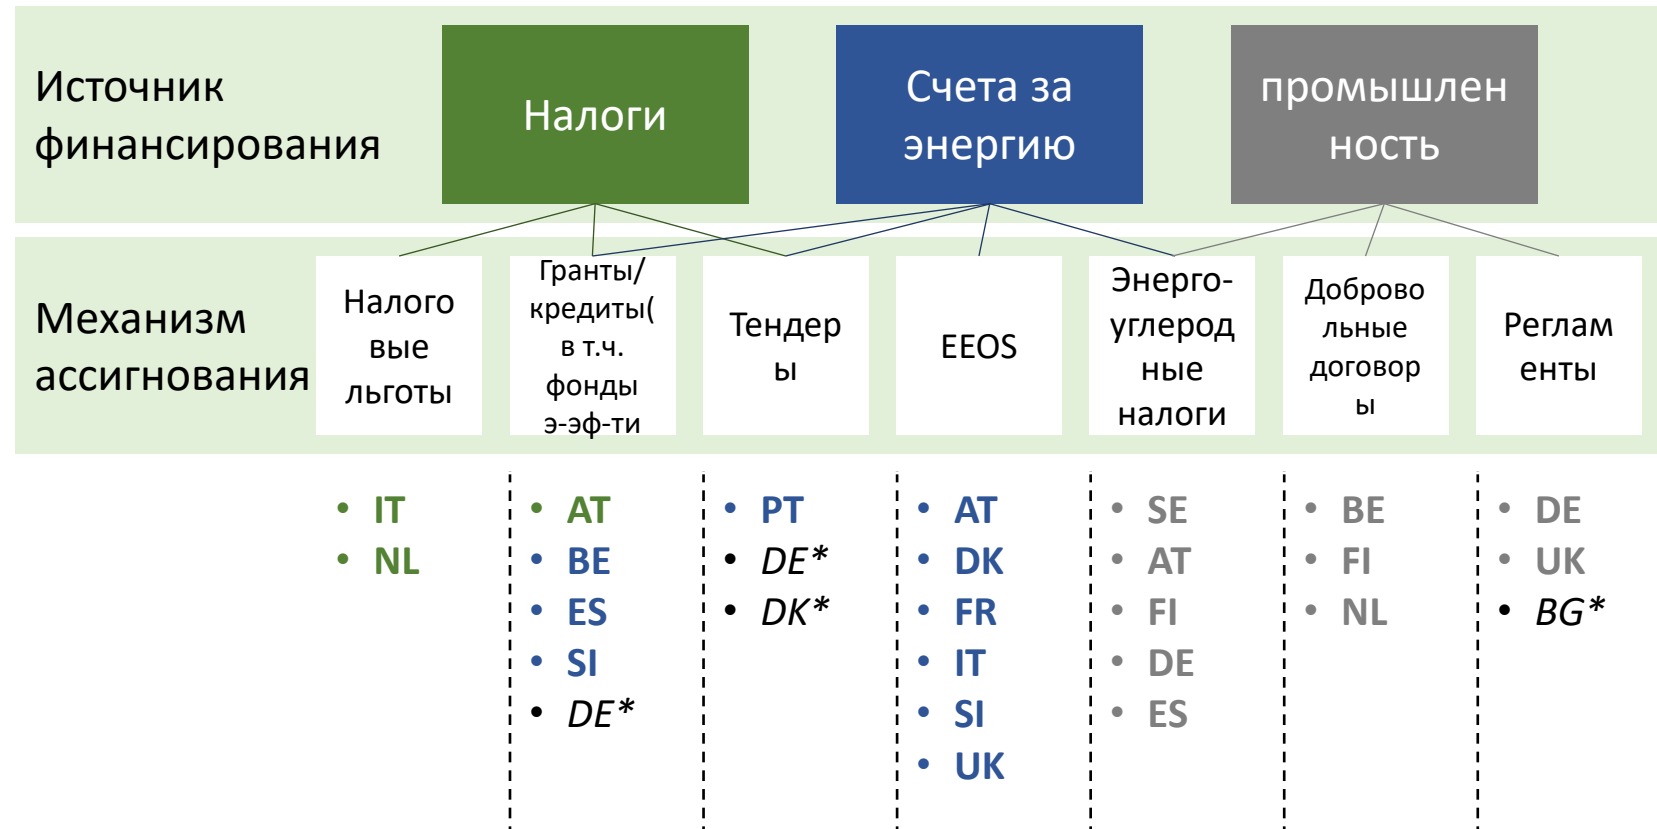 Источник
финансирования
Налоги
Счета за
энергию
промышлен
ность
Механизм
ассигнования
Налого
вые
льготы
Гранты/
кредиты(
в т.ч.
фонды
э-эф-ти
Тендер
ы
EEOS
Энерго-
углерод
ные
налоги
Доброво
льные
договор
ы
Реглам
енты
• IT
• NL
• AT
• BE
• ES
• SI
• DE*
• PT
• DE*
• DK*
• AT
• DK
• FR
• IT
• SI
• UK
• SE
• AT
• FI
• DE
• ES
• BE
• FI
• NL
• DE
• UK
• BG*